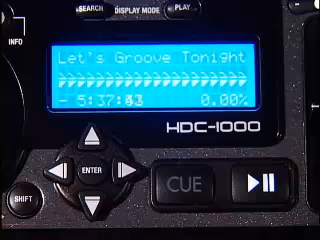 SEARCH
DISPLAY MODE
PLAY
INFO
Let's Groove Tonight
- 5:37:43 0.00%
HDC-1000
ENTER
SHIFT
CUE